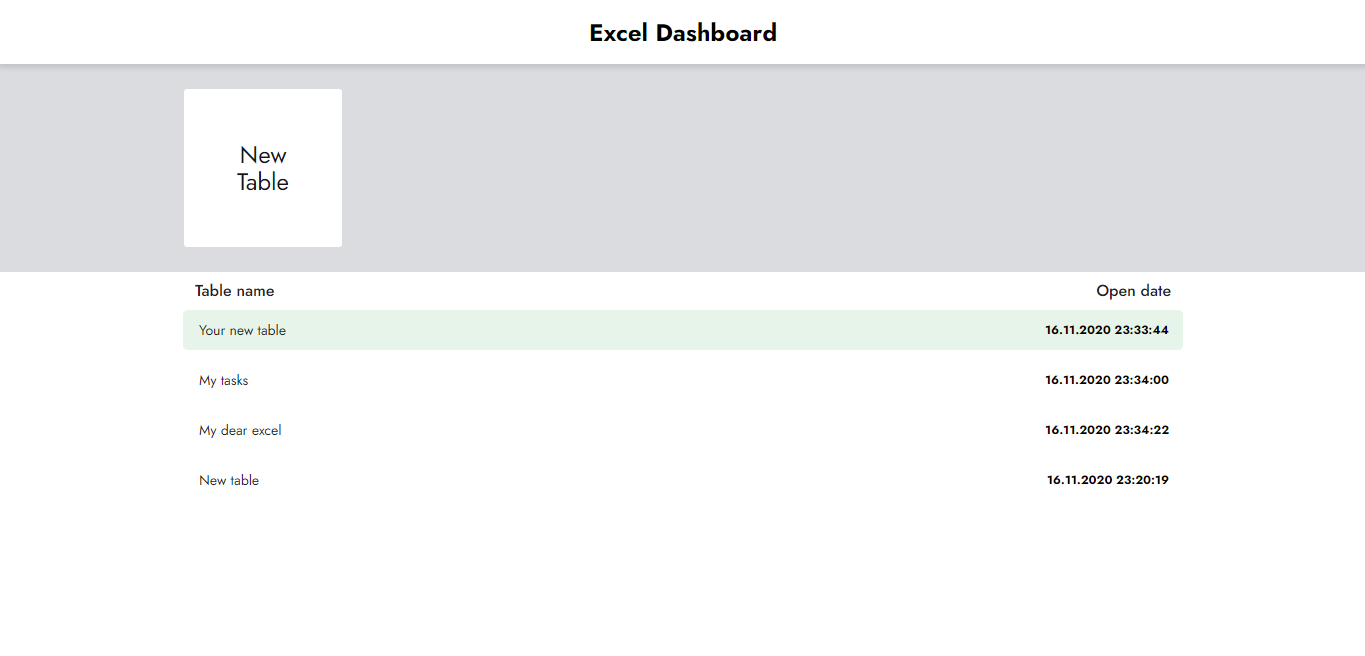 Excel Dashboard
New
Table
Table name Open date
Your new table 16.11.2020 23:33:44
My tasks 16.11.2020 23:34:00
My dear excel 16.11.2020 23:34:22
New table 16.11.2020 23:20:19